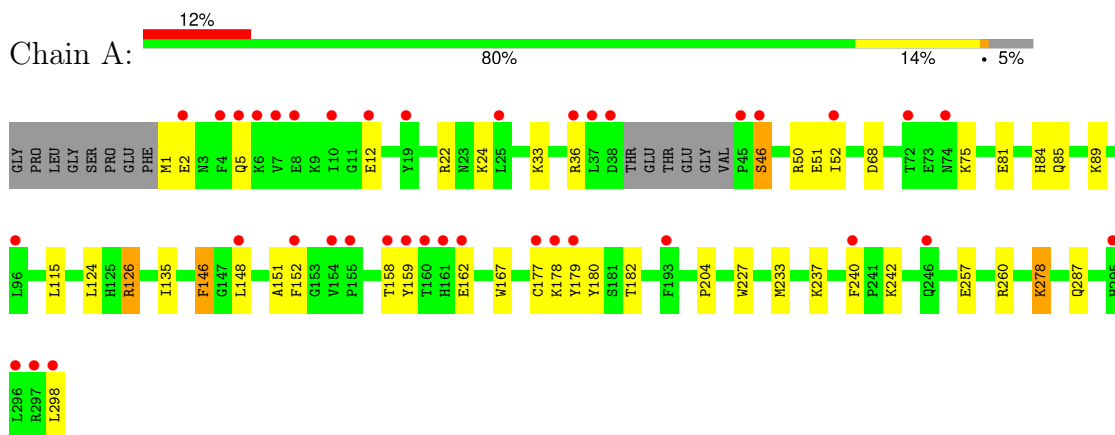 12%
Chain A:
80% 14% • 5%
GLY PRO LEU GLY SER PRO GLU PHE M1 E2 N3 F4 Q5 K6 V7 E8 K9 I10 G11 E12 Y19 R22 N23 K24 L25 K33 R36 L37 D38 THR GLU THR GLU GLY VAL P45 S46 R50 E51 I52 D68 T72 E73 N74 K75 E81 H84 Q85 K89
L96 L115 L124 H125 R126 I135 F146 G147 L148 A151 F152 G153 V154 P155 T158 Y159 T160 H161 E162 W167 C177 K178 Y179 Y180 S181 T182 F193 P204 W227 M233 K237 F240 P241 K242 Q246 E257 R260 K278 Q287 H295
L296 R297 L298